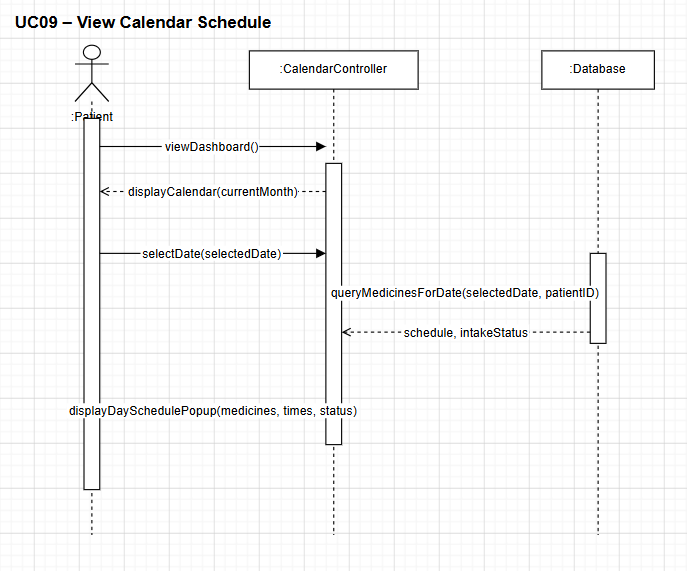 UC09 – View Calendar Schedule
:CalendarController
:Database
:Patient
viewDashboard()
displayCalendar(currentMonth)
selectDate(selectedDate)
queryMedicinesForDate(selectedDate, patientID)
schedule, intakeStatus
displayDaySchedulePopup(medicines, times, status)